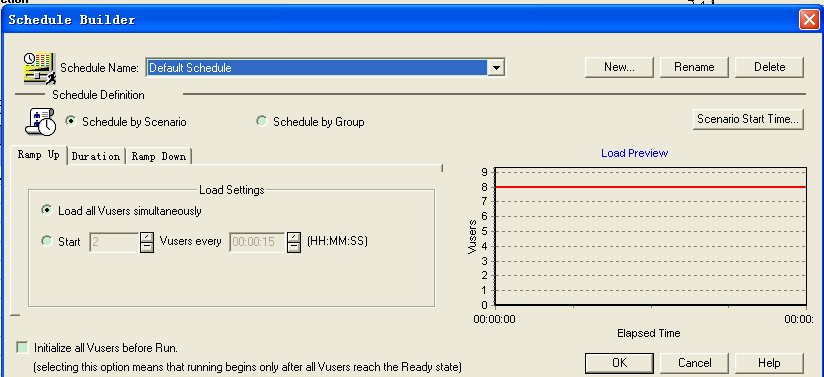 Schedule Builder
Schedule Name: Default Schedule New... Rename Delete
Schedule Definition
Schedule by Scenario Schedule by Group Scenario Start Time...
Ramp Up Duration Ramp Down
Load Preview
Load Settings
Load all Vusers simultaneously
Start 2 Vusers every 00:00:15 (HH:MM:SS)
9
8
7
6
5
4
3
2
1
0
Vusers
00:00:00 00:00:
Elapsed Time
Initialize all Vusers before Run.
(selecting this option means that running begins only after all Vusers reach the Ready state)
OK Cancel Help